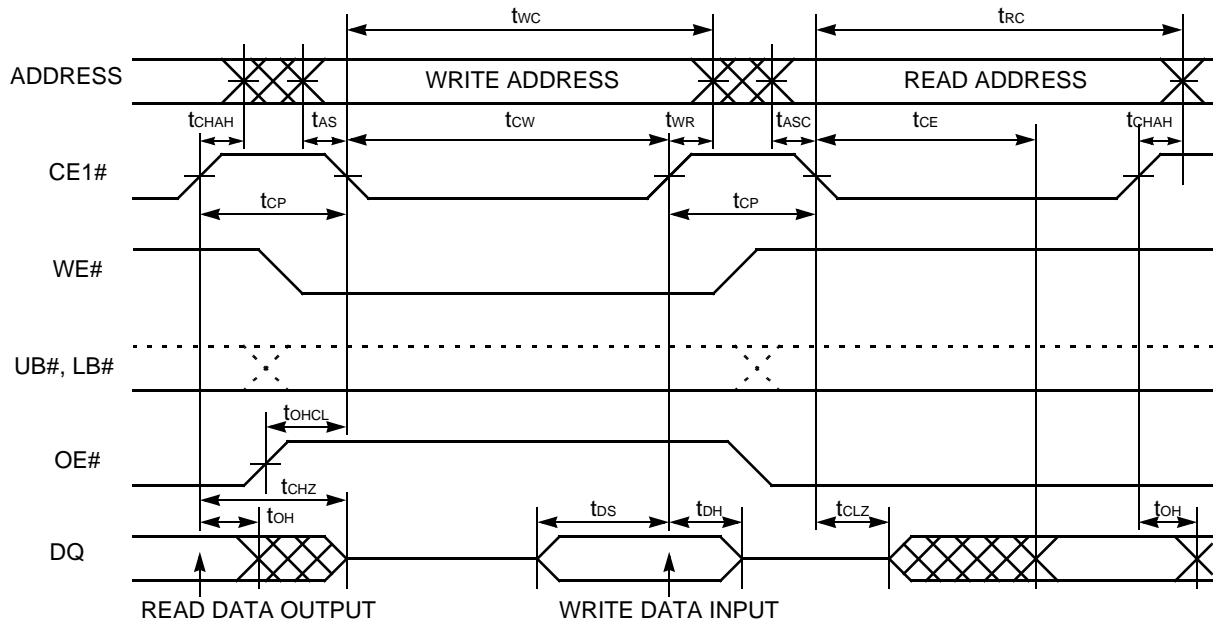 tWC tRC
ADDRESS WRITE ADDRESS READ ADDRESS
tCHAH tAS tCW tWR tASC tCE tCHAH
CE1#
tCP tCP
WE#
UB#, LB#
tOHCL
OE#
tCHZ
tOH tDS tDH tCLZ tOH
DQ
READ DATA OUTPUT WRITE DATA INPUT